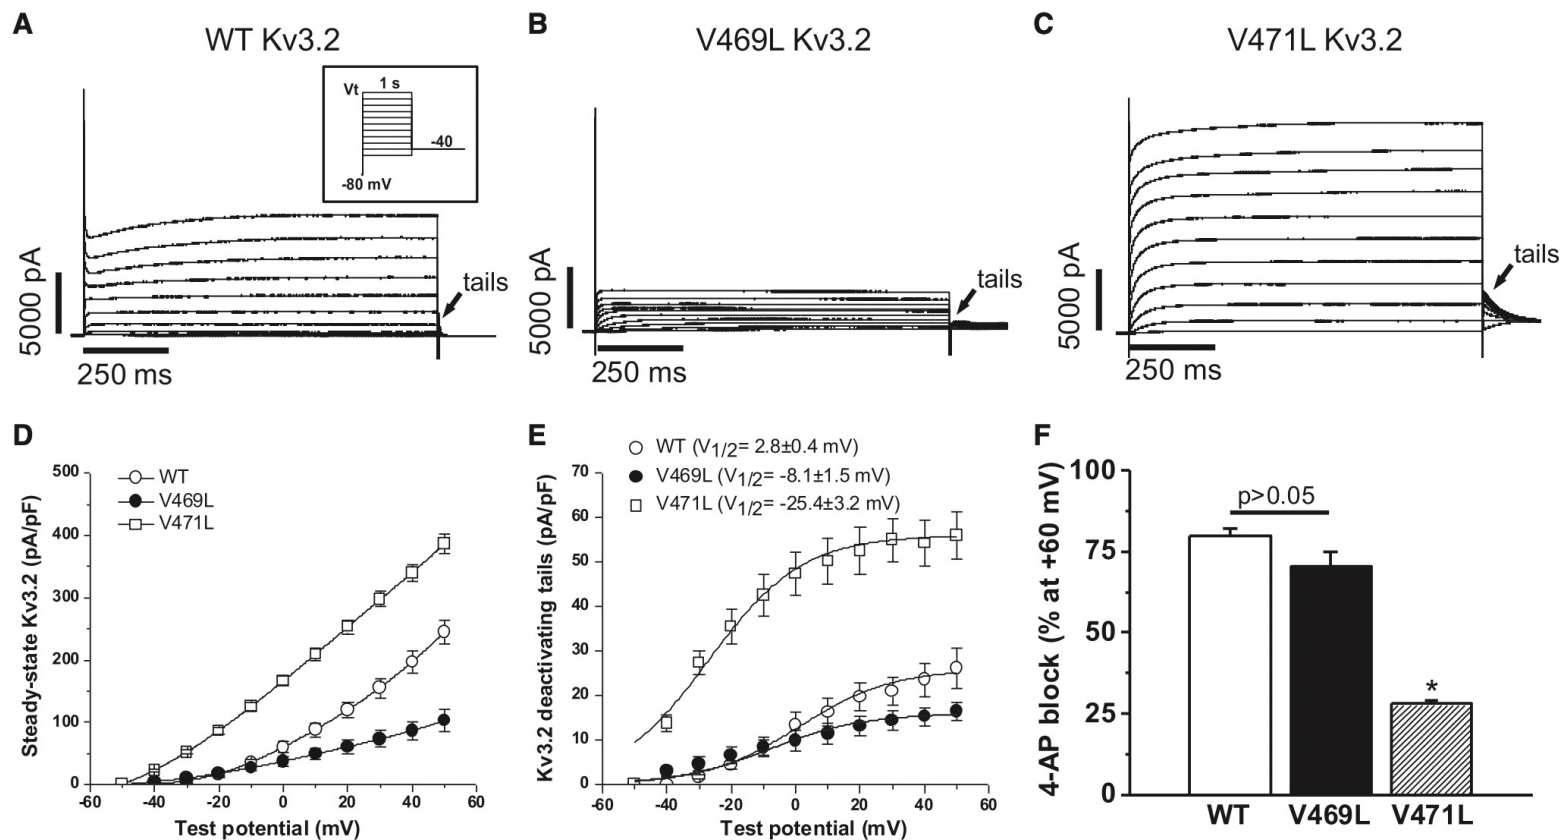 A
WT Kv3.2
Vt
1 s
-40
-80 mV
5000 pA
tails
250 ms
B
V469L Kv3.2
5000 pA
tails
250 ms
C
V471L Kv3.2
5000 pA
tails
250 ms
D
Steady-state Kv3.2 (pA/pF)
500
400
300
200
100
0
WT
V469L
V471L
-60 -40 -20 0 20 40 60
Test potential (mV)
E
WT (V1/2= 2.8±0.4 mV)
V469L (V1/2= -8.1±1.5 mV)
V471L (V1/2= -25.4±3.2 mV)
Kv3.2 deactivating tails (pA/pF)
70
60
50
40
30
20
10
0
-60 -40 -20 0 20 40 60
Test potential (mV)
F
4-AP block (% at +60 mV)
100
75
50
25
0
p>0.05
*
WT V469L V471L